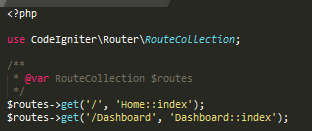 <?php
use CodeIgniter\Router\RouteCollection;
/**
* @var RouteCollection $routes
*/
$routes->get('/', 'Home::index');
$routes->get('/Dashboard', 'Dashboard::index');